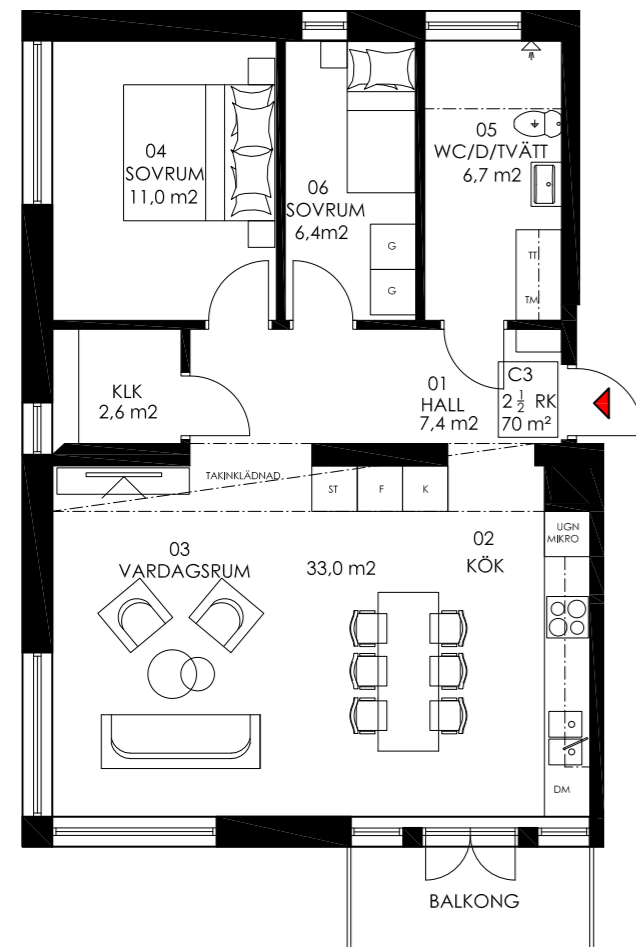 04
SOVRUM
11,0 m2
06
SOVRUM
6,4m2
05
WC/D/TVÄTT
6,7 m2
G
G
TT
TM
KLK
2,6 m2
01
HALL
7,4 m2
C3
2 ½ RK
70 m²
TAKINKLÄDNAD
ST
F
K
UGN
MIKRO
03
VARDAGSRUM
33,0 m2
02
KÖK
DM
BALKONG